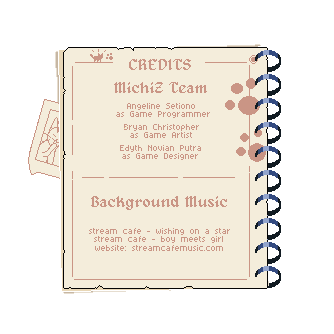 CREDITS
MichiZ Team
Angeline Setiono
as Game Programmer
Bryan Christopher
as Game Artist
Edyth Novian Putra
as Game Designer
Background Music
stream cafe - wishing on a star
stream cafe - boy meets girl
website: streamcafemusic.com